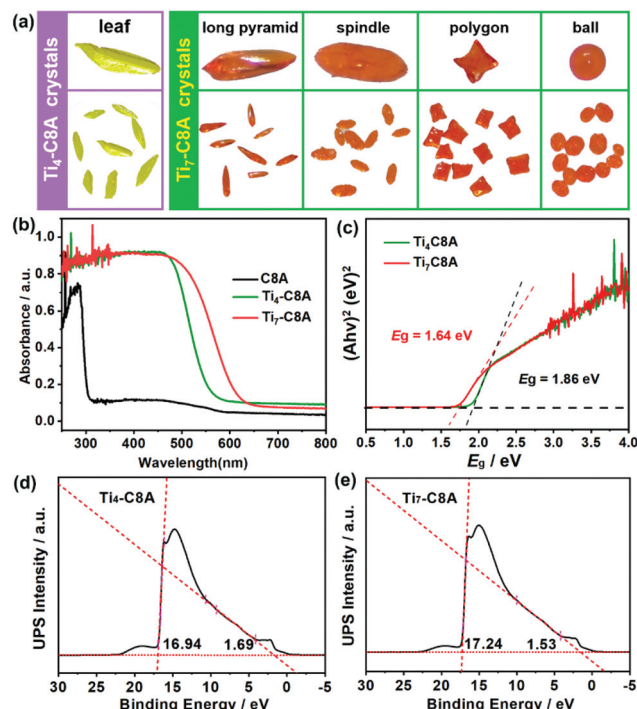 (a)
Ti4-C8A crystals
leaf
Ti7-C8A crystals
long pyramid
spindle
polygon
ball
(b)
Absorbance / a.u.
1.0
0.8
0.6
0.4
0.2
0.0
C8A
Ti4-C8A
Ti7-C8A
300 400 500 600 700 800
Wavelength(nm)
(c)
(Ahv)2 (eV)2
Ti4C8A
Ti7C8A
Eg = 1.64 eV
Eg = 1.86 eV
0.5 1.0 1.5 2.0 2.5 3.0 3.5 4.0
Eg / eV
(d)
UPS Intensity / a.u.
Ti4-C8A
16.94
1.69
30 25 20 15 10 5 0 -5
Binding Energy / eV
(e)
UPS Intensity / a.u.
Ti7-C8A
17.24
1.53
30 25 20 15 10 5 0 -5
Binding Energy / eV